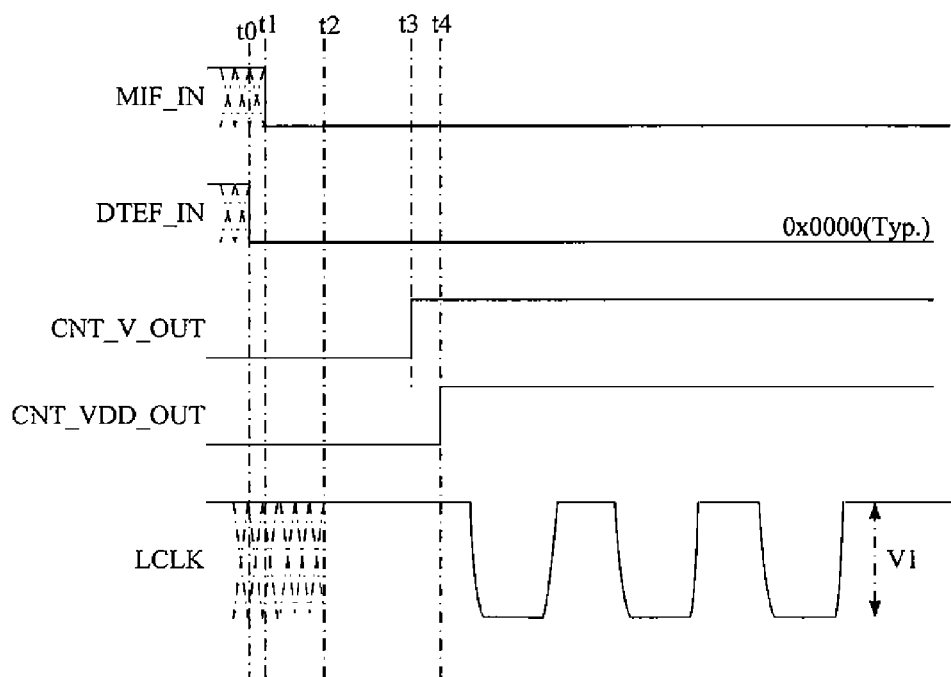 t0 t1 t2 t3 t4
MIF_IN
DTEF_IN
0x0000(Typ.)
CNT_V_OUT
CNT_VDD_OUT
LCLK
V1